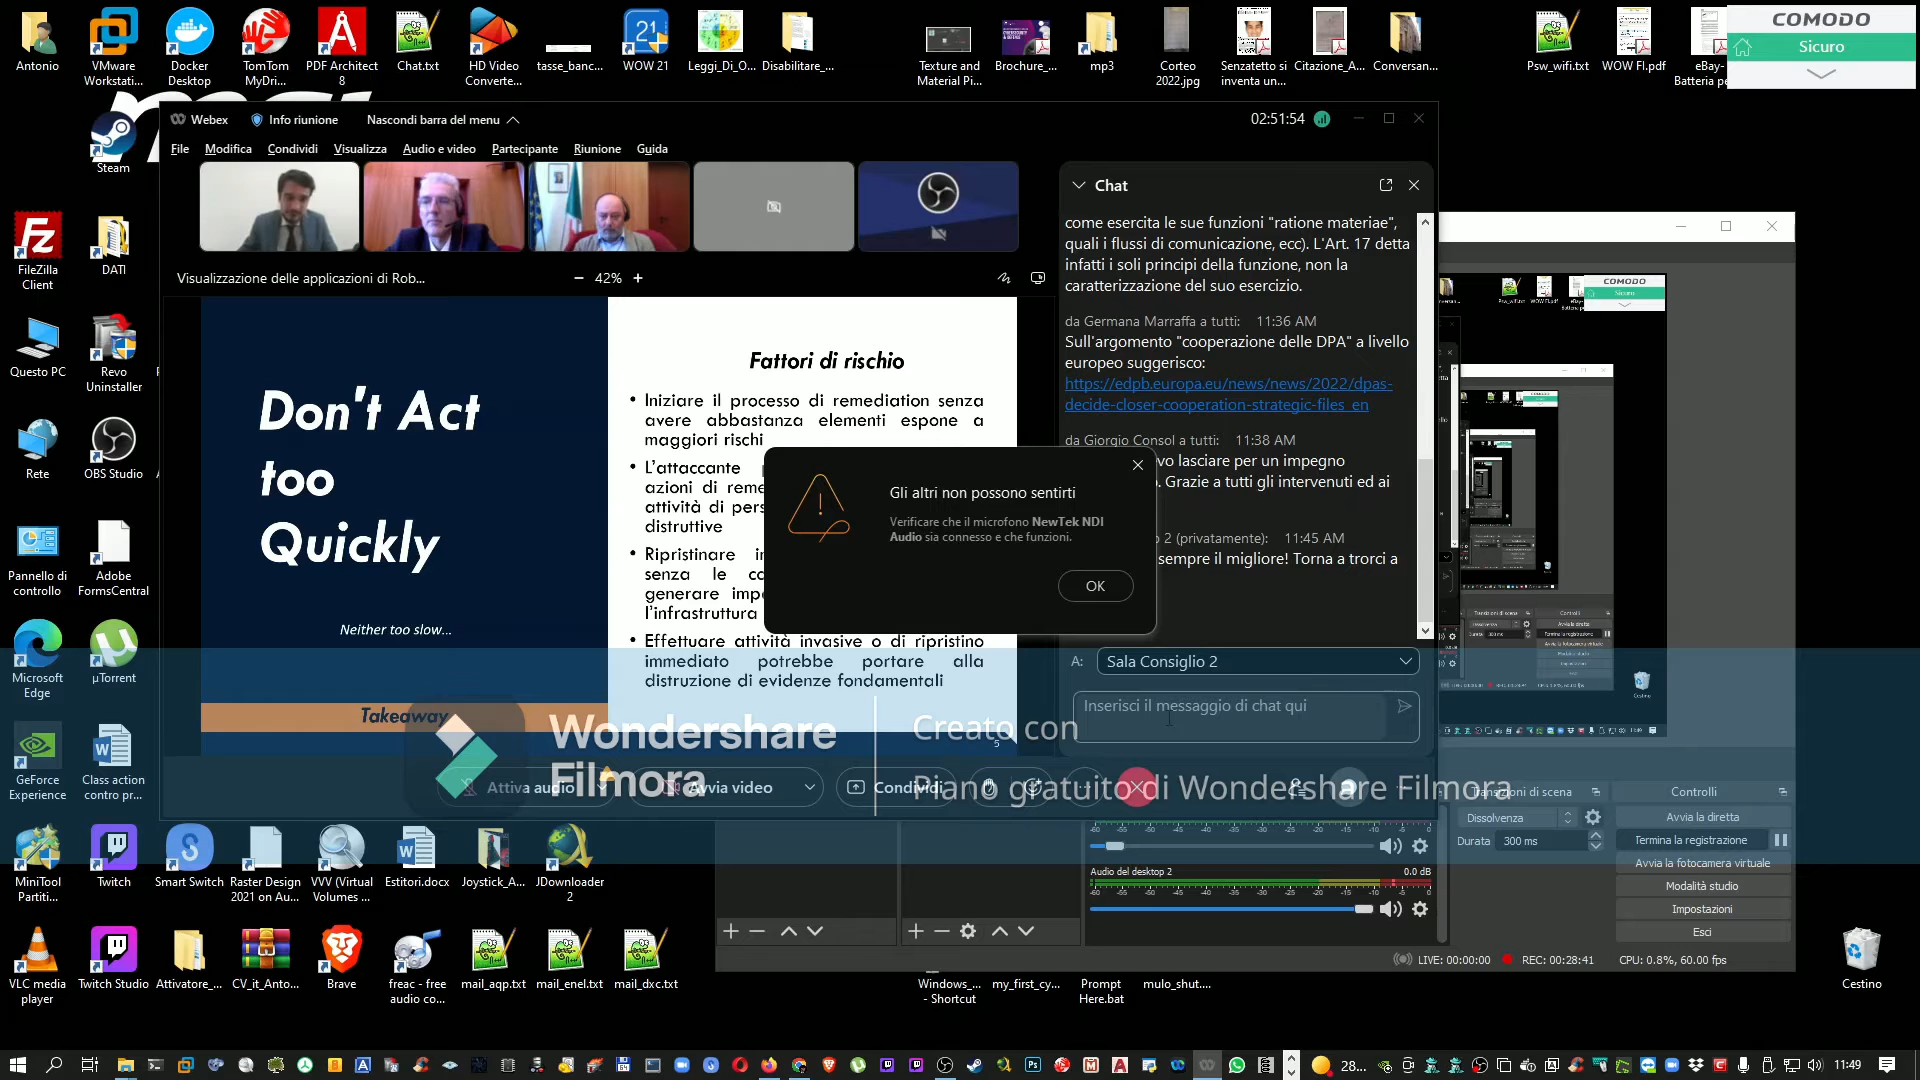 Antonio
VMware
Workstati...
Docker
Desktop
TomTom
MyDri...
PDF Architect
8
Chat.txt
HD Video
Converte...
tasse_banc...
WOW 21
Leggi_Di_O...
Disabilitare_...
Texture and
Material Pi...
Brochure_...
mp3
Corteo
2022.jpg
Senzatetto si
inventa un...
Citazione_A...
Conversan...
Psw_wifi.txt
WOW FI.pdf
eBay-
Batteria pe
COMODO
Sicuro
Steam
FileZilla
Client
DATI
Questo PC
Revo
Uninstaller
Rete
OBS Studio
Pannello di
controllo
Adobe
FormsCentral
Microsoft
Edge
µTorrent
GeForce
Experience
Class action
contro pr...
MiniTool
Partiti...
Twitch
Smart Switch
Raster Design
2021 on Au...
VVV (Virtual
Volumes ...
Estitori.docx
Joystick_A...
JDownloader
2
VLC media
player
Twitch Studio
Attivatore_...
CV_it_Anto...
Brave
freac - free
audio co...
mail_aqp.txt
mail_enel.txt
mail_dxc.txt
Windows_...
- Shortcut
my_first_cy...
Prompt
Here.bat
mulo_shut....
Cestino
Webex
Info riunione
Nascondi barra del menu
02:51:54
File Modifica Condividi Visualizza Audio e video Partecipante Riunione Guida
Visualizzazione delle applicazioni di Rob...
42%
Don't Act
too
Quickly
Neither too slow...
Takeaway
Fattori di rischio
• Iniziare il processo di remediation senza
avere abbastanza elementi espone a
maggiori rischi
• L'attaccante
azioni di reme
attività di pers
distruttive
• Ripristinare
senza le
generare imp
l'infrastruttura
• Effettuare attività invasive o di ripristino
immediato potrebbe portare alla
distruzione di evidenze fondamentali
5
Chat
come esercita le sue funzioni "ratione materiae",
quali i flussi di comunicazione, ecc). L'Art. 17 detta
infatti i soli principi della funzione, non la
caratterizzazione del suo esercizio.
da Germana Marraffa a tutti: 11:36 AM
Sull'argomento "cooperazione delle DPA" a livello
europeo suggerisco:
https://edpb.europa.eu/news/news/2022/dpas-
decide-closer-cooperation-strategic-files_en
da Giorgio Consol a tutti: 11:38 AM
vo lasciare per un impegno
. Grazie a tutti gli intervenuti ed ai
2 (privatamente): 11:45 AM
sempre il migliore! Torna a trorci a
A: Sala Consiglio 2
Inserisci il messaggio di chat qui
Gli altri non possono sentirti
Verificare che il microfono NewTek NDI
Audio sia connesso e che funzioni.
OK
Attiva audio
Avvia video
Condividi
Wondershare
Filmora
Creato con
Piano gratuito di Wondershare Filmora
Audio del desktop 2
0.0 dB
-60 -55 -50 -45 -40 -35 -30 -25 -20 -15 -10 -5 0
Transizioni di scena
Dissolvenza
Durata 300 ms
Controlli
Avvia la diretta
Termina la registrazione
Avvia la fotocamera virtuale
Modalità studio
Impostazioni
Esci
LIVE: 00:00:00
REC: 00:28:41
CPU: 0.8%, 60.00 fps
28...
11:49